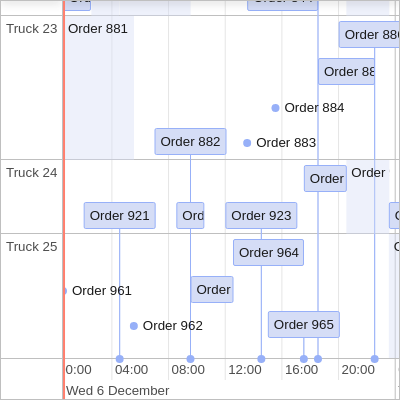 Truck 23
Order 881
Order 88
Order 884
Order 882
Order 883
Truck 24
Order
Order
Order 921
Ord
Order 923
Truck 25
Order 964
Order 961
Order
Order 962
Order 965
0:00 04:00 08:00 12:00 16:00 20:00
Wed 6 December